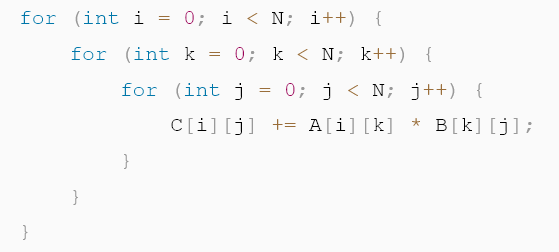 for (int i = 0; i < N; i++) {
    for (int k = 0; k < N; k++) {
        for (int j = 0; j < N; j++) {
            C[i][j] += A[i][k] * B[k][j];
        }
    }
}